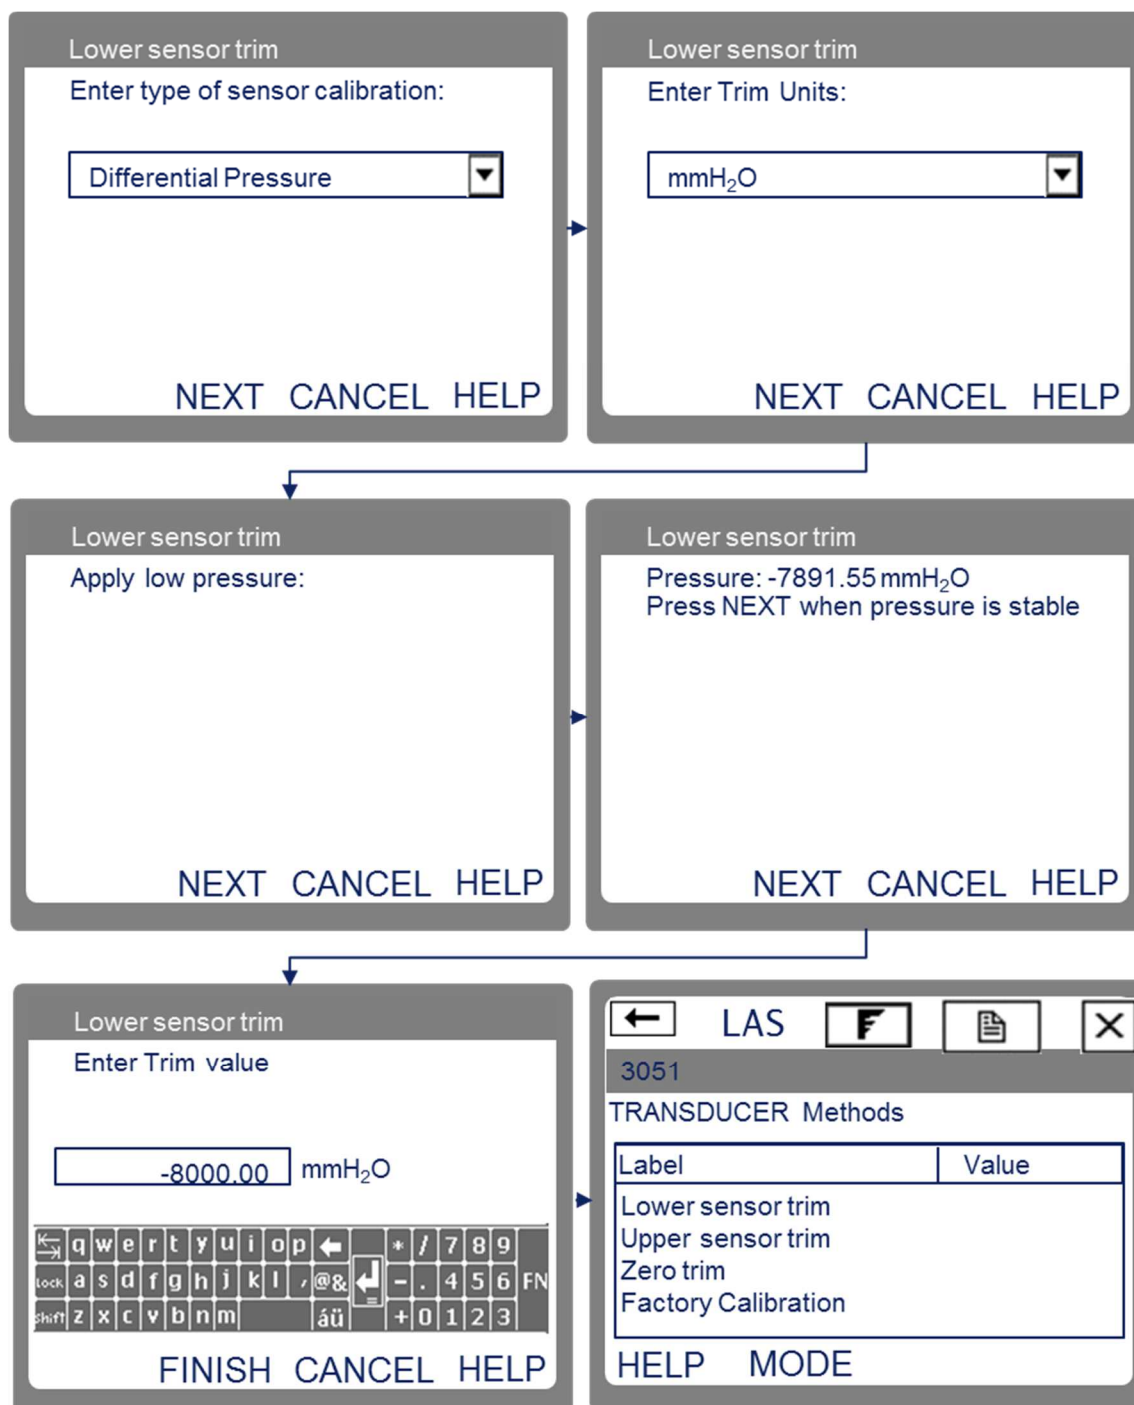 Lower sensor trim
Enter type of sensor calibration:
Differential Pressure
NEXT CANCEL HELP
Lower sensor trim
Enter Trim Units:
mmH₂O
NEXT CANCEL HELP
Lower sensor trim
Apply low pressure:
NEXT CANCEL HELP
Lower sensor trim
Pressure: -7891.55 mmH₂O
Press NEXT when pressure is stable
NEXT CANCEL HELP
Lower sensor trim
Enter Trim value
-8000.00 mmH₂O
q w e r t y u i o p * / 7 8 9
Lock a s d f g h j k l , @& - . 4 5 6 FN
Shift z x c v b n m áü = + 0 1 2 3
FINISH CANCEL HELP
LAS
3051
TRANSDUCER Methods
Label Value
Lower sensor trim
Upper sensor trim
Zero trim
Factory Calibration
HELP MODE